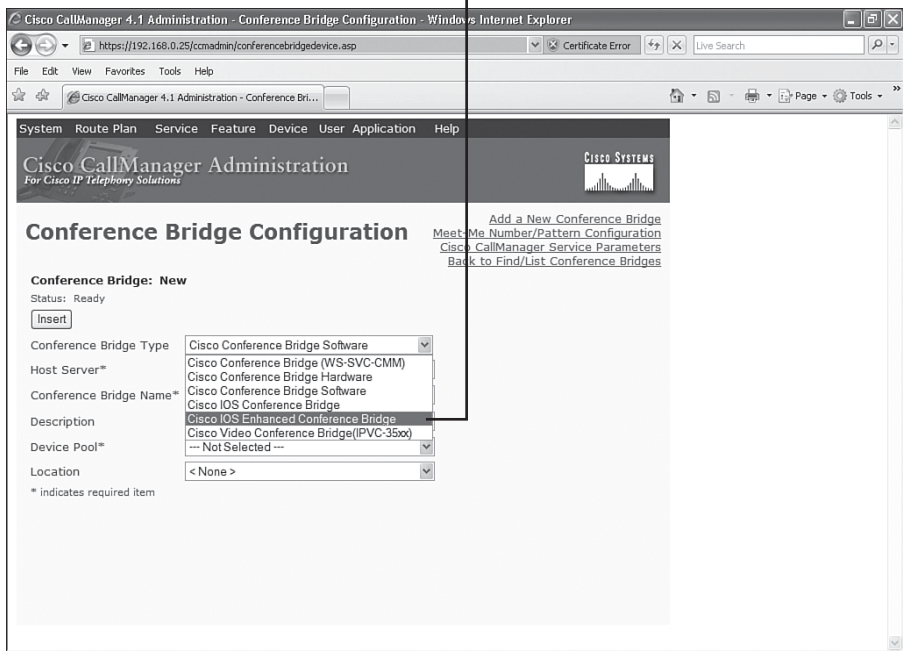 Cisco CallManager 4.1 Administration - Conference Bridge Configuration - Windows Internet Explorer
https://192.168.0.25/ccmadmin/conferencebridgedevice.asp
Certificate Error
Live Search
File Edit View Favorites Tools Help
Cisco CallManager 4.1 Administration - Conference Bri...
Page
Tools
System Route Plan Service Feature Device User Application Help
Cisco CallManager Administration
For Cisco IP Telephony Solutions
CISCO SYSTEMS
Conference Bridge Configuration
Add a New Conference Bridge
Meet-Me Number/Pattern Configuration
Cisco CallManager Service Parameters
Back to Find/List Conference Bridges
Conference Bridge: New
Status: Ready
Insert
Conference Bridge Type
Cisco Conference Bridge Software
Cisco Conference Bridge (WS-SVC-CMM)
Host Server*
Cisco Conference Bridge Hardware
Cisco Conference Bridge Software
Conference Bridge Name*
Cisco IOS Conference Bridge
Description
Cisco IOS Enhanced Conference Bridge
Cisco Video Conference Bridge(IPVC-35xx)
Device Pool*
--- Not Selected ---
Location
< None >
* indicates required item